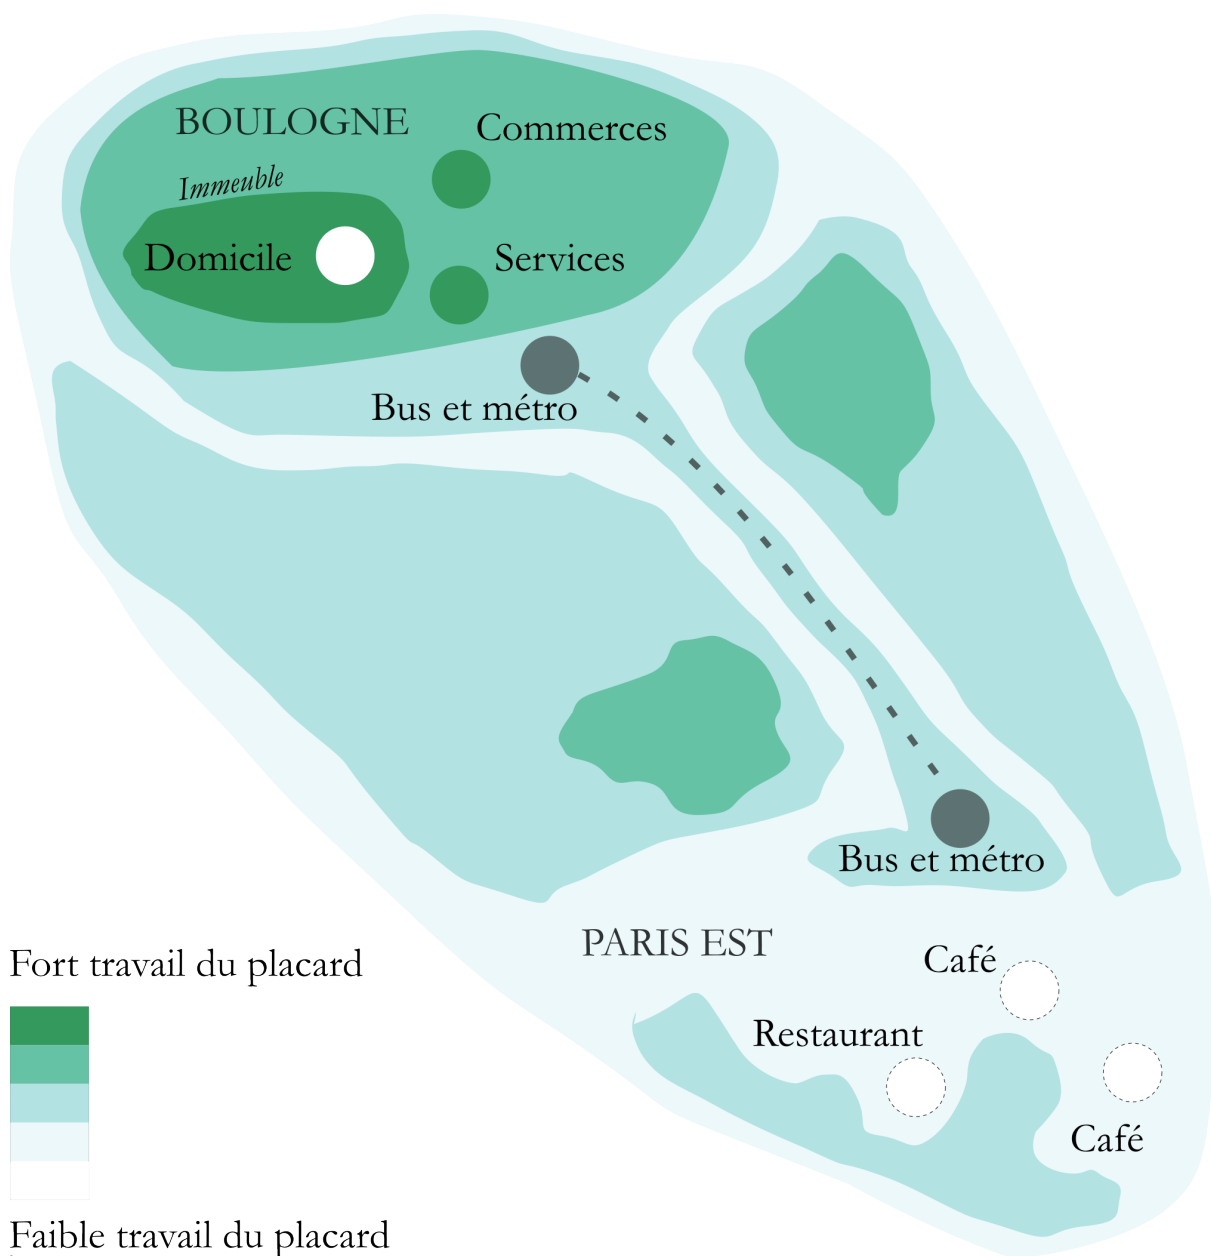 BOULOGNE
Commerces
Immeuble
Domicile
Services
Bus et métro
Bus et métro
PARIS EST
Café
Restaurant
Café
Fort travail du placard
Faible travail du placard